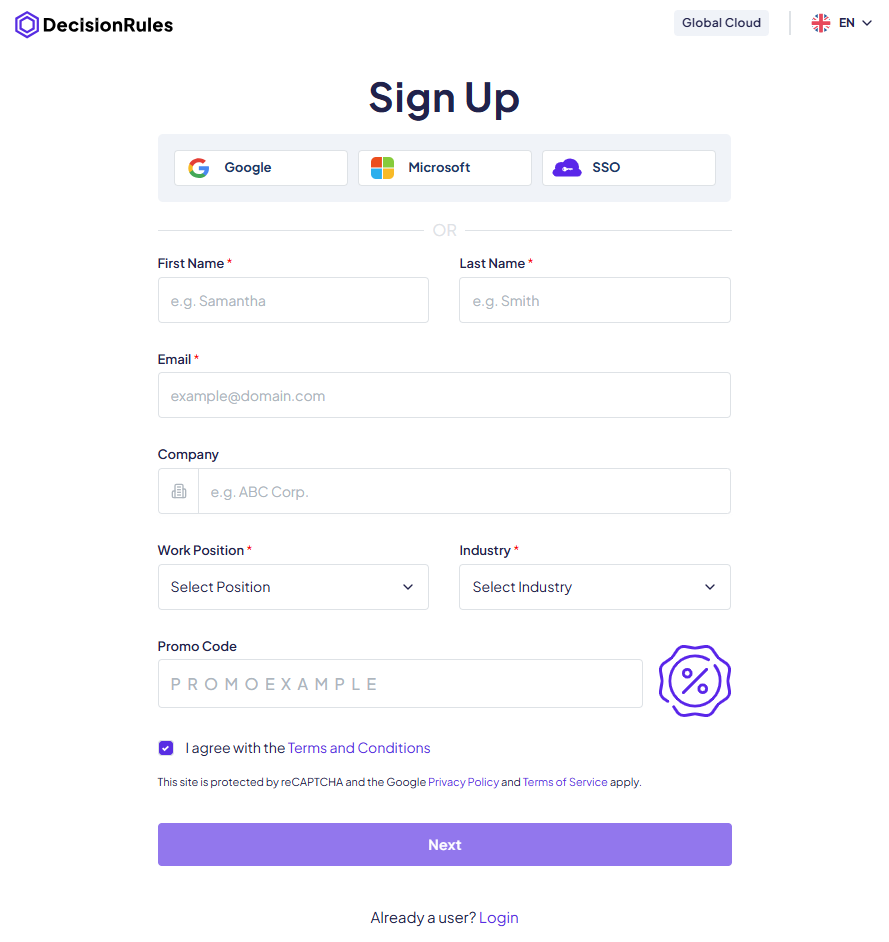 DecisionRules
Global Cloud
EN
Sign Up
Google
Microsoft
SSO
OR
First Name *
Last Name *
e.g. Samantha
e.g. Smith
Email *
example@domain.com
Company
e.g. ABC Corp.
Work Position *
Industry *
Select Position
Select Industry
Promo Code
PROMOEXAMPLE
%
I agree with the Terms and Conditions
This site is protected by reCAPTCHA and the Google Privacy Policy and Terms of Service apply.
Next
Already a user? Login